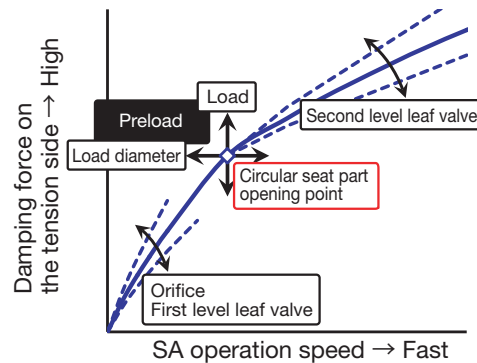 Damping force on
the tension side → High
Load
Preload
Load diameter
Second level leaf valve
Circular seat part
opening point
Orifice
First level leaf valve
SA operation speed → Fast